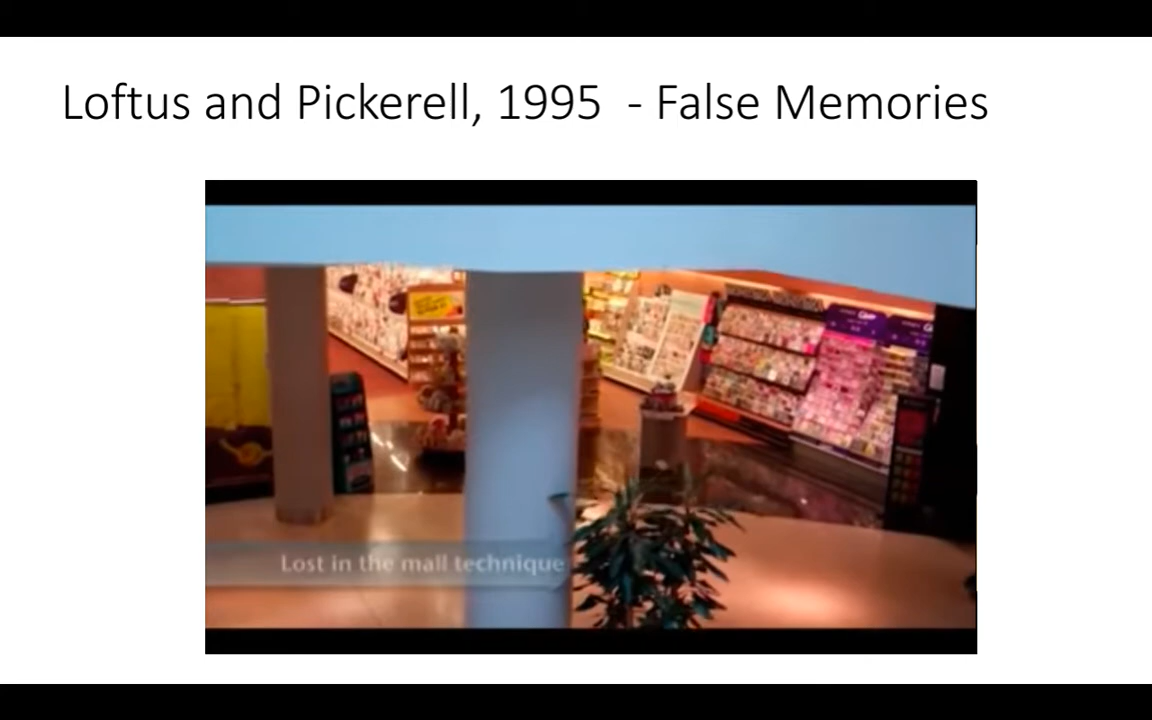 Loftus and Pickerell, 1995 - False Memories
Lost in the mall technique